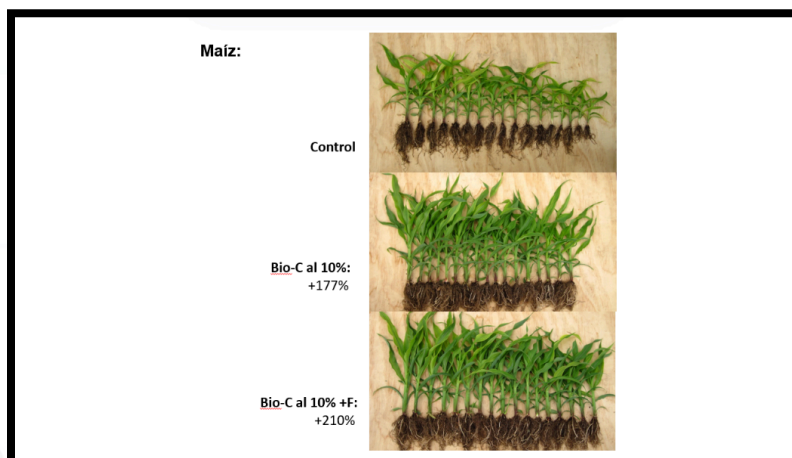 Maíz:
Control
Bio-C al 10%:
+177%
Bio-C al 10% +F:
+210%